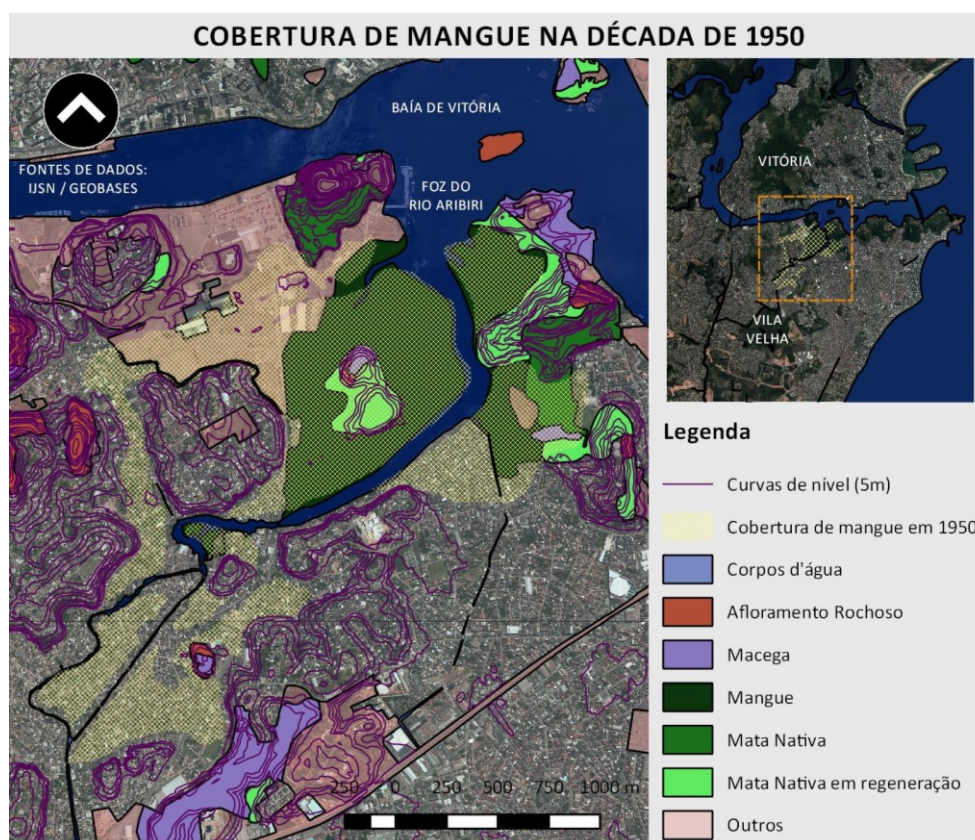 COBERTURA DE MANGUE NA DÉCADA DE 1950
BAÍA DE VITÓRIA
FONTES DE DADOS:
IJSN / GEOBASES
FOZ DO
RIO ARIBIRI
VITÓRIA
VILA
VELHA
Legenda
Curvas de nível (5m)
Cobertura de mangue em 1950
Corpos d'água
Afloramento Rochoso
Macega
Mangue
Mata Nativa
Mata Nativa em regeneração
Outros
250 0 250 500 750 1000 m